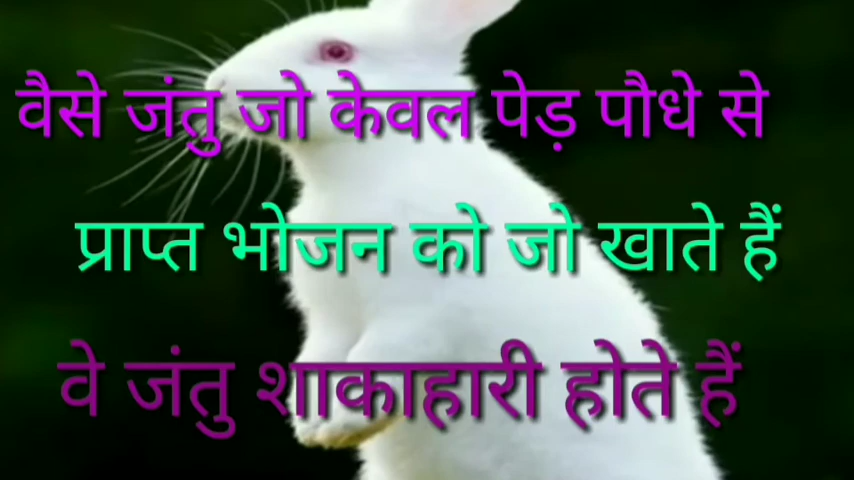 वैसे जंतु जो केवल पेड़ पौधे से
प्राप्त भोजन को जो खाते हैं
वे जंतु शाकाहारी होते हैं